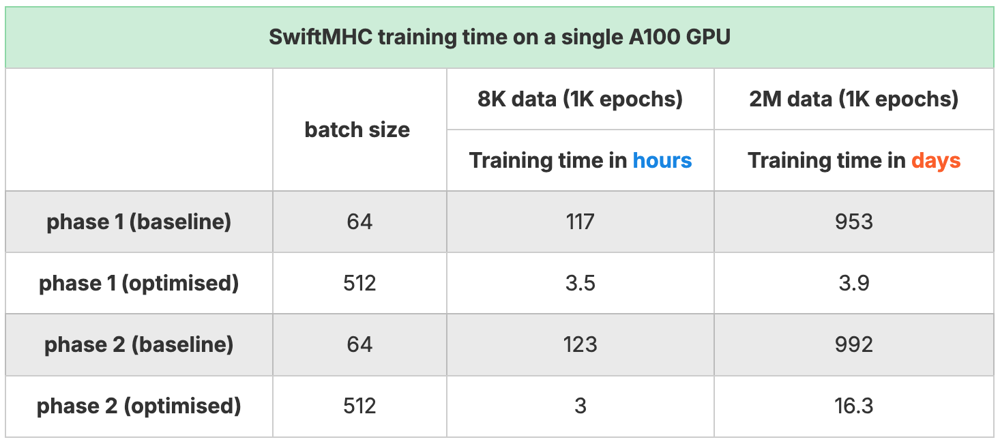 SwiftMHC training time on a single A100 GPU
batch size
8K data (1K epochs)
2M data (1K epochs)
Training time in hours
Training time in days
phase 1 (baseline) 64 117 953
phase 1 (optimised) 512 3.5 3.9
phase 2 (baseline) 64 123 992
phase 2 (optimised) 512 3 16.3